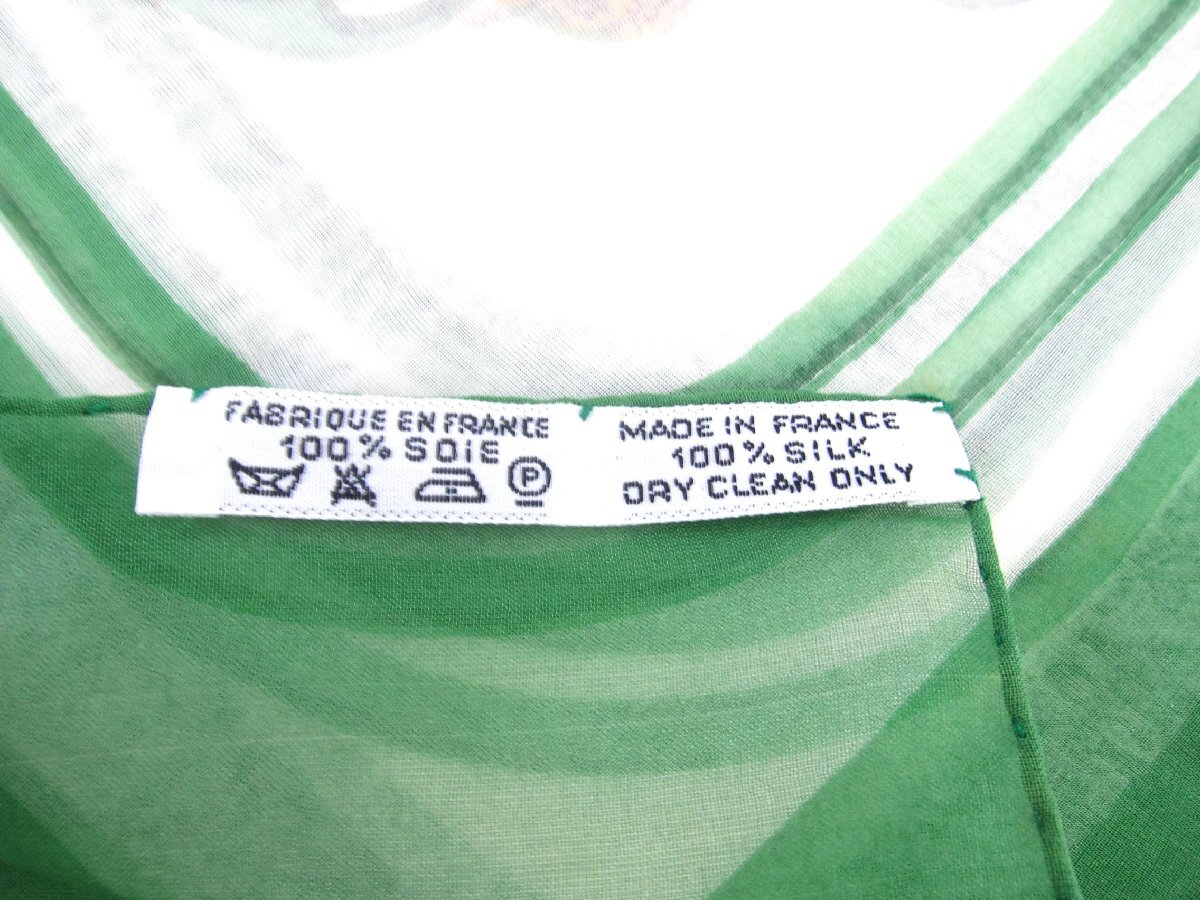 FABRIQUE EN FRANCE
100% SOIE
P
MADE IN FRANCE
100% SILK
DRY CLEAN ONLY